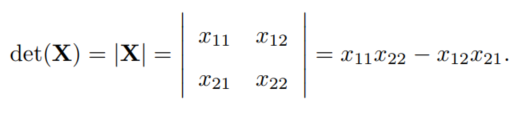 det(𝐗) = |𝐗| = | x₁₁ x₁₂ | = x₁₁x₂₂ − x₁₂x₂₁.
| x₂₁ x₂₂ |